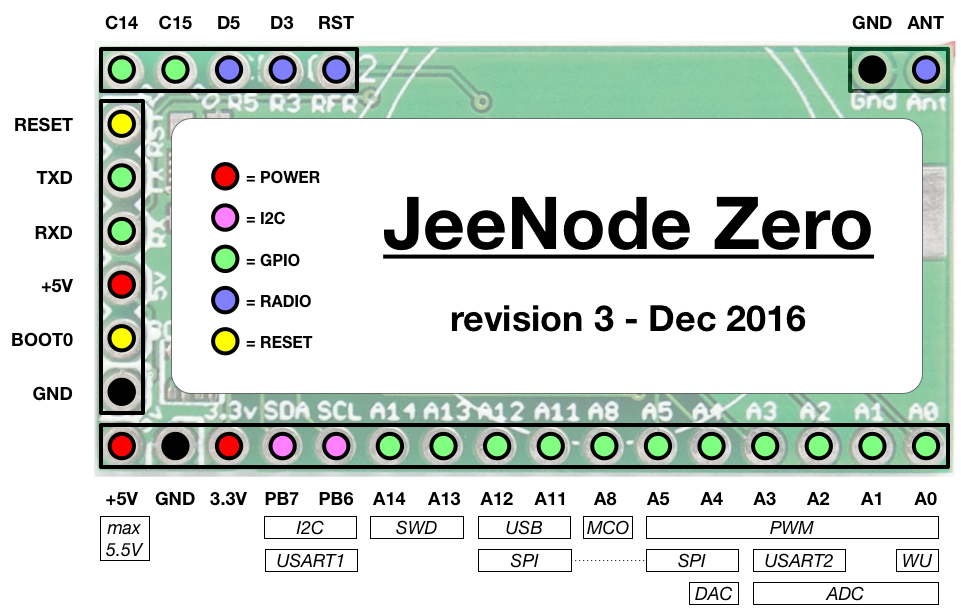 C14 C15 D5 D3 RST GND ANT
R5 R3 RFR Gnd Ant
RESET
TXD
RXD
+5V
BOOT0
GND
RST
TX
RX
5v
= POWER
= I2C
= GPIO
= RADIO
= RESET
JeeNode Zero
revision 3 - Dec 2016
3.3v SDA SCL A14 A13 A12 A11 A8 A5 A4 A3 A2 A1 A0
+5V GND 3.3V PB7 PB6 A14 A13 A12 A11 A8 A5 A4 A3 A2 A1 A0
max
5.5V
I2C SWD USB MCO PWM
USART1 SPI SPI USART2 WU
DAC ADC